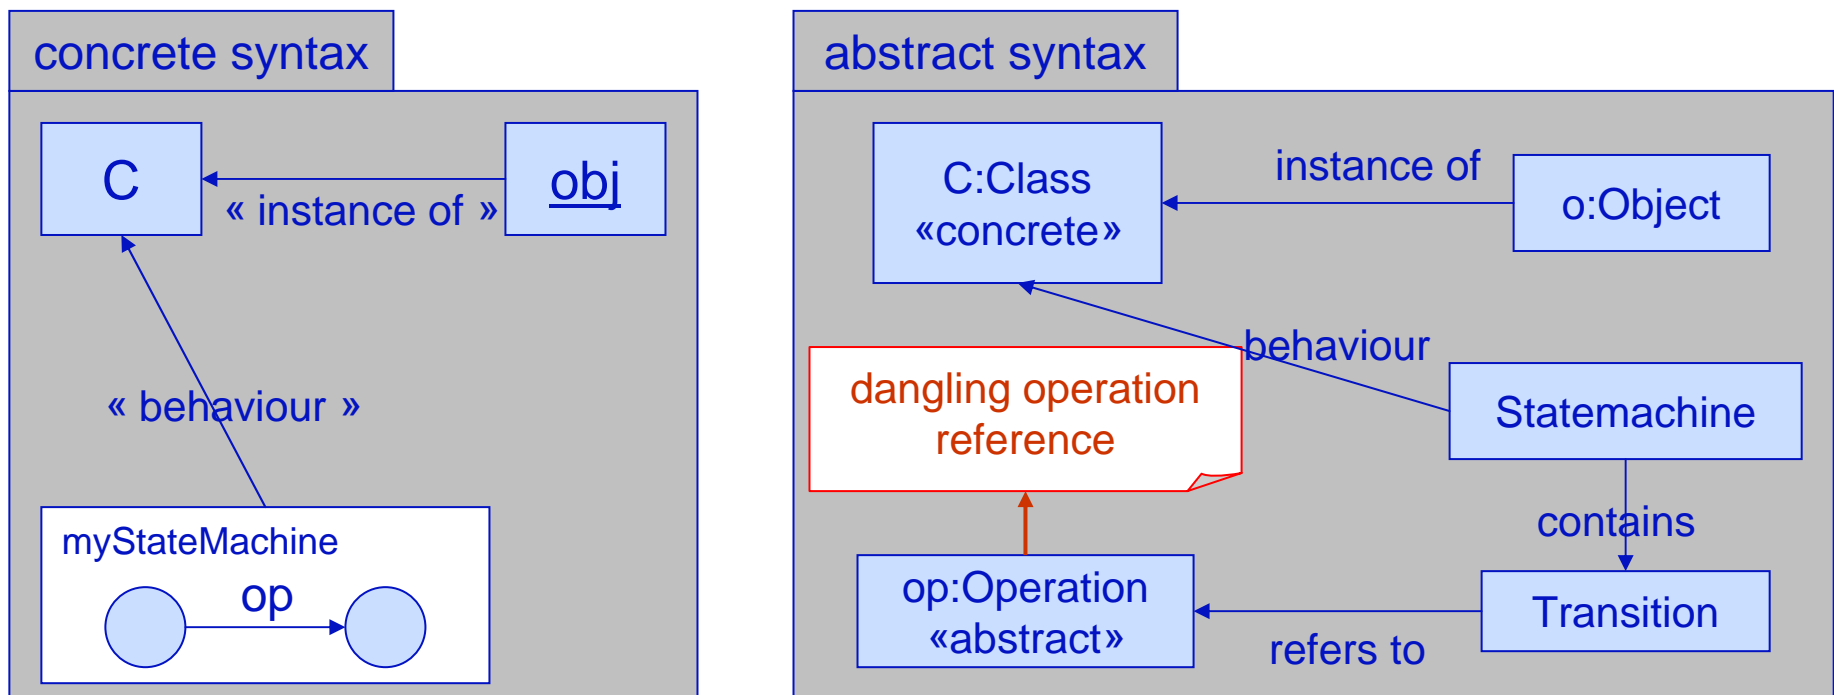 concrete syntax
C
« instance of »
obj
« behaviour »
myStateMachine
op
abstract syntax
C:Class
«concrete»
instance of
o:Object
behaviour
dangling operation
reference
Statemachine
contains
op:Operation
«abstract»
refers to
Transition